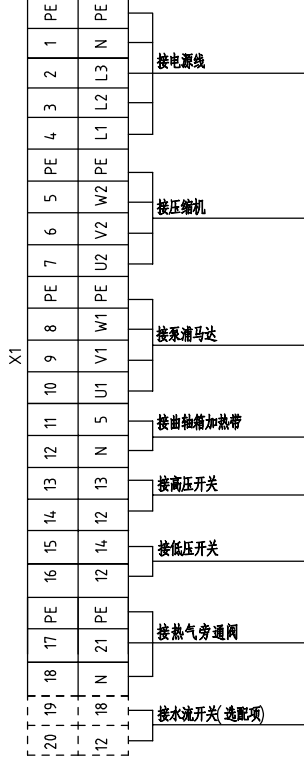 X1
PE PE
1 N
2 L3
3 L2
4 L1
接电源线
PE PE
5 W2
6 V2
7 U2
接压缩机
PE PE
8 W1
9 V1
10 U1
接泵浦马达
11 5
12 N
接曲轴箱加热带
13 13
14 12
接高压开关
15 14
16 12
接低压开关
PE PE
17 21
18 N
接热气旁通阀
19 18
20 12
接水流开关(选配项)